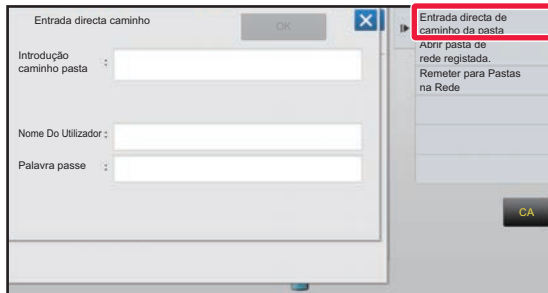 Entrada directa caminho
OK
Introdução
caminho pasta :
Nome Do Utilizador :
Palavra passe :
Entrada directa de
caminho da pasta
Abrir pasta de
rede registada.
Remeter para Pastas
na Rede
CA